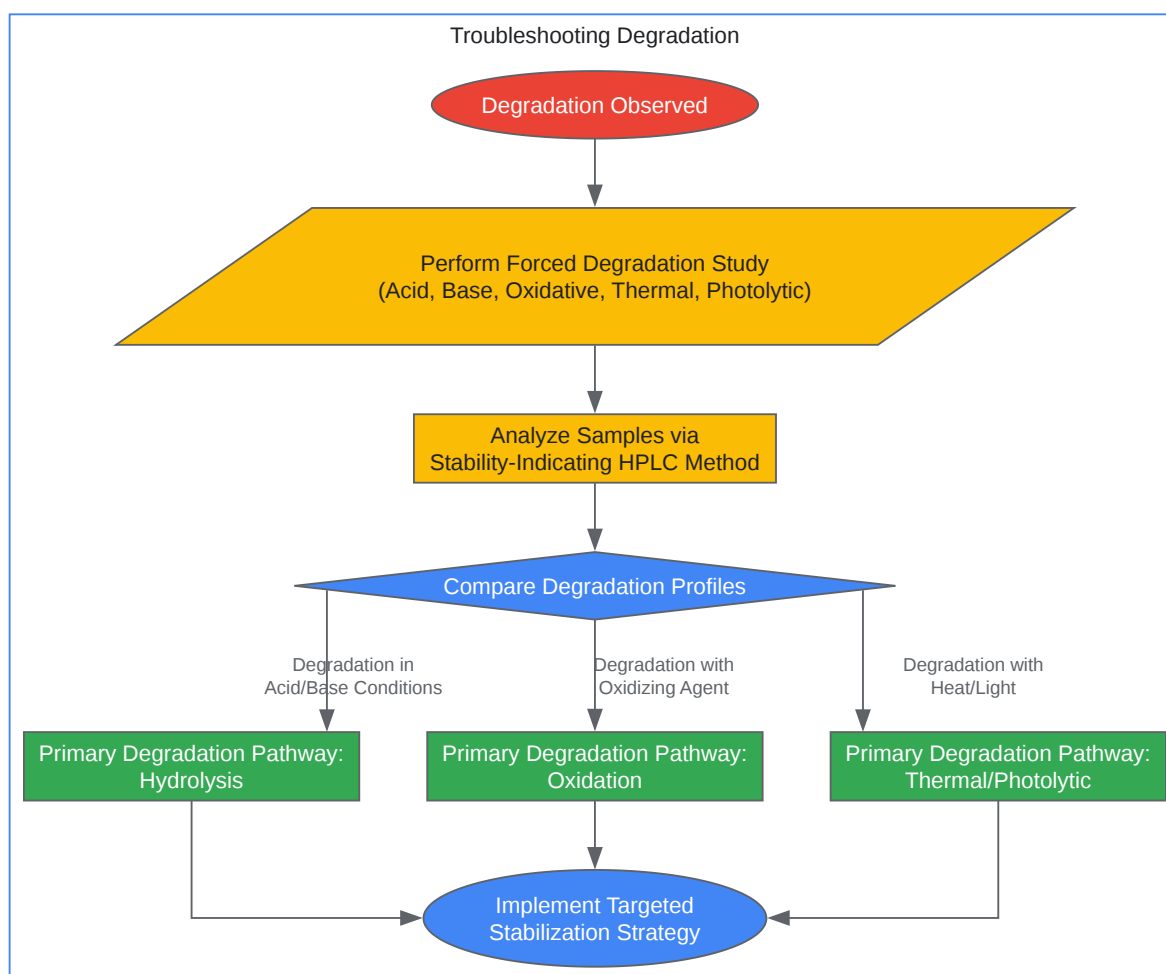 Troubleshooting Degradation
Degradation Observed
Perform Forced Degradation Study
(Acid, Base, Oxidative, Thermal, Photolytic)
Analyze Samples via
Stability-Indicating HPLC Method
Compare Degradation Profiles
Degradation in
Acid/Base Conditions
Degradation with
Oxidizing Agent
Degradation with
Heat/Light
Primary Degradation Pathway:
Hydrolysis
Primary Degradation Pathway:
Oxidation
Primary Degradation Pathway:
Thermal/Photolytic
Implement Targeted
Stabilization Strategy